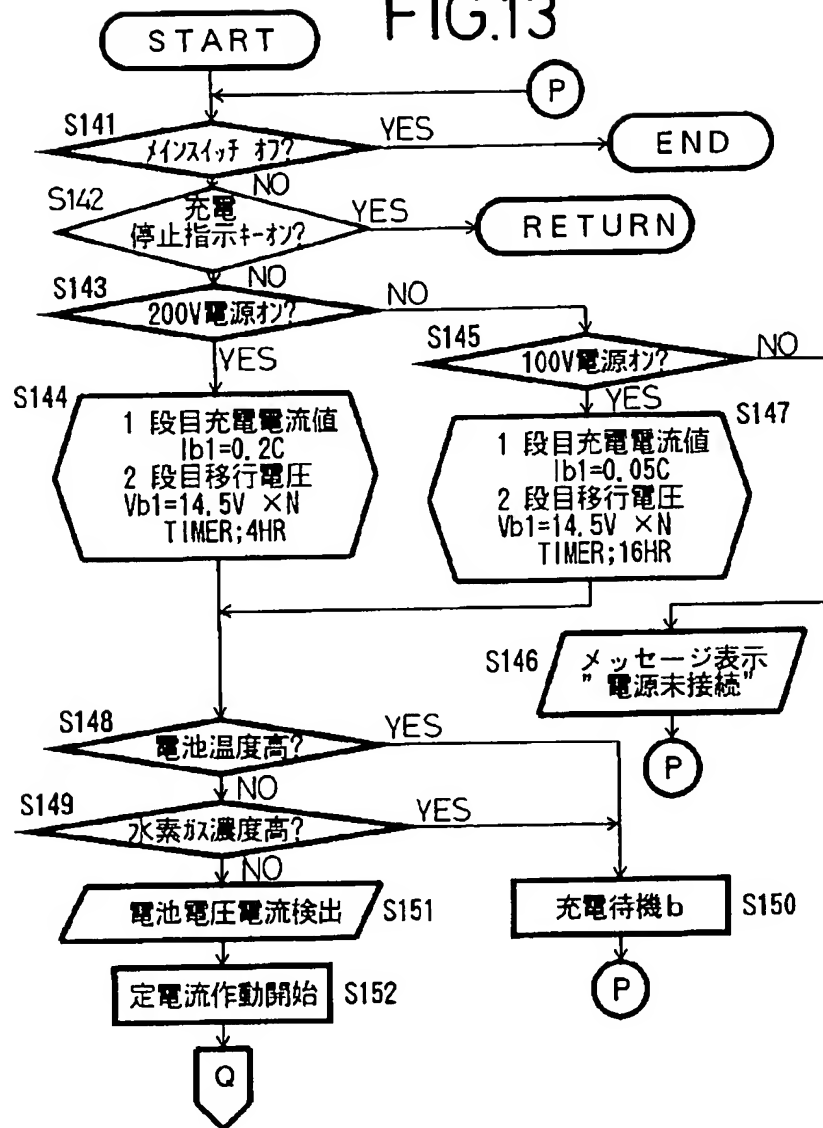 FIG.13
START
P
S141
メインスイッチ オフ?
YES
END
NO
S142
充電
停止指示キーオン?
YES
RETURN
NO
S143
200V電源オン?
NO
YES
S145
100V電源オン?
NO
YES
S144
1 段目充電電流値
Ib1=0.2C
2 段目移行電圧
Vb1=14.5V ×N
TIMER;4HR
S147
1 段目充電電流値
Ib1=0.05C
2 段目移行電圧
Vb1=14.5V ×N
TIMER;16HR
S146
メッセージ表示
"電源未接続"
P
S148
電池温度高?
YES
NO
S149
水素ガス濃度高?
YES
NO
電池電圧電流検出
S151
充電待機b
S150
P
定電流作動開始
S152
Q